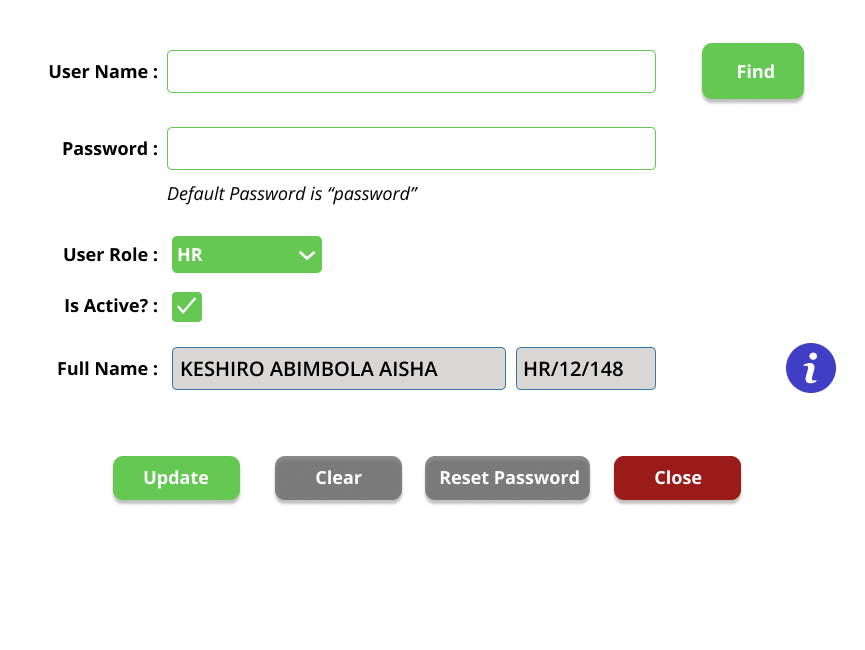 User Name :
Find
Password :
Default Password is “password”
User Role : HR
Is Active? :
Full Name : KESHIRO ABIMBOLA AISHA HR/12/148
i
Update Clear Reset Password Close